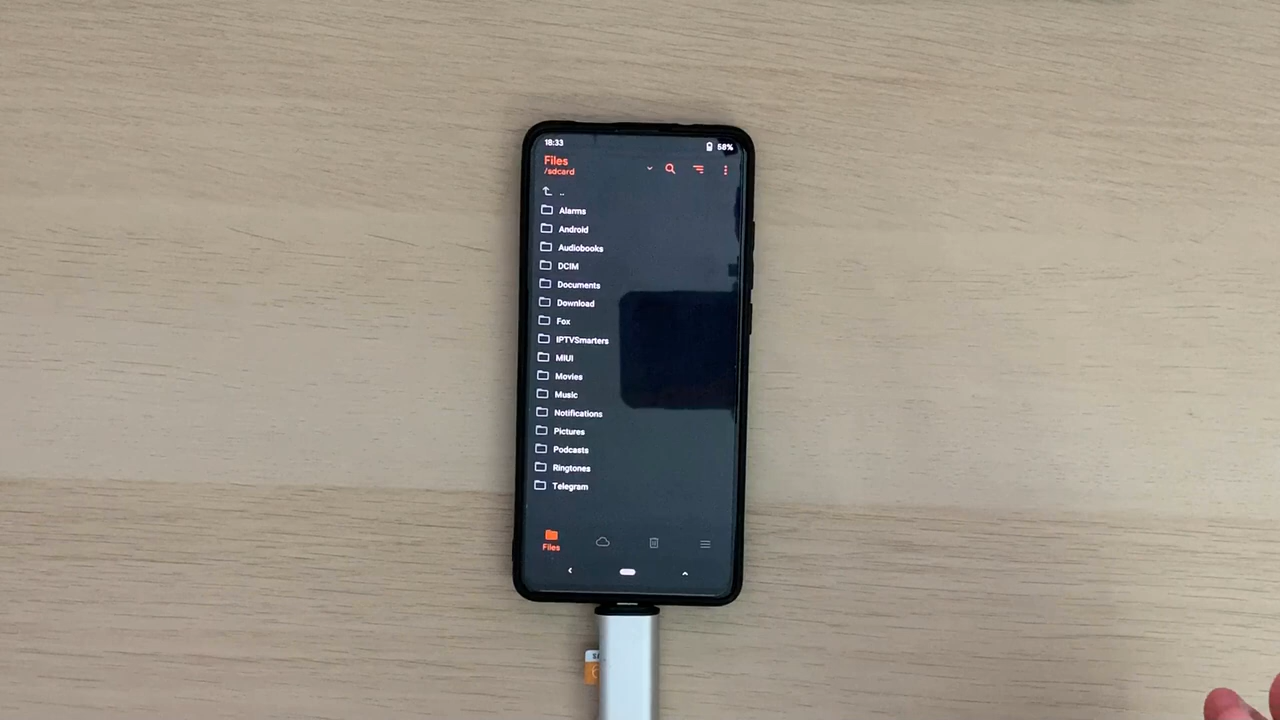 18:33
58%
Files
/sdcard
..
Alarms
Android
Audiobooks
DCIM
Documents
Download
Fox
IPTVSmarters
MIUI
Movies
Music
Notifications
Pictures
Podcasts
Ringtones
Telegram
Files